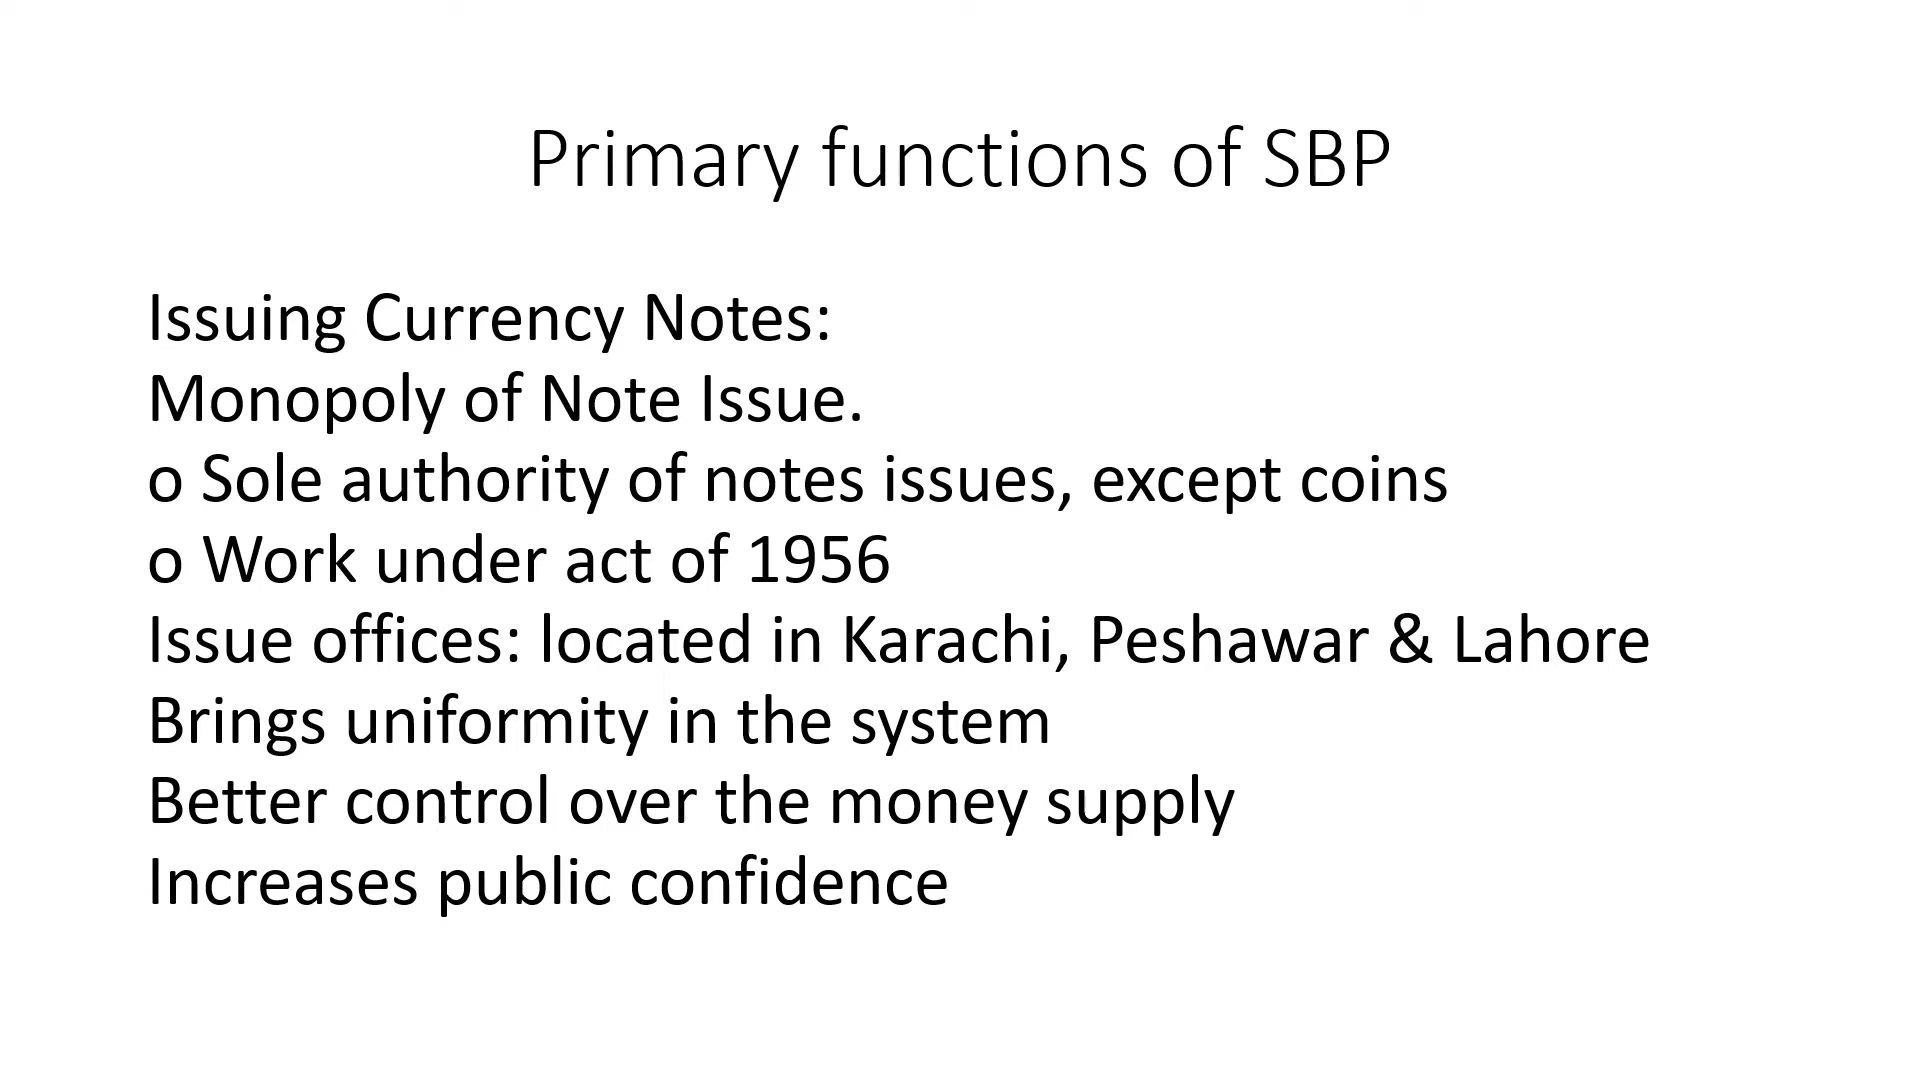 Primary functions of SBP
Issuing Currency Notes:
Monopoly of Note Issue.
o Sole authority of notes issues, except coins
o Work under act of 1956
Issue offices: located in Karachi, Peshawar & Lahore
Brings uniformity in the system
Better control over the money supply
Increases public confidence